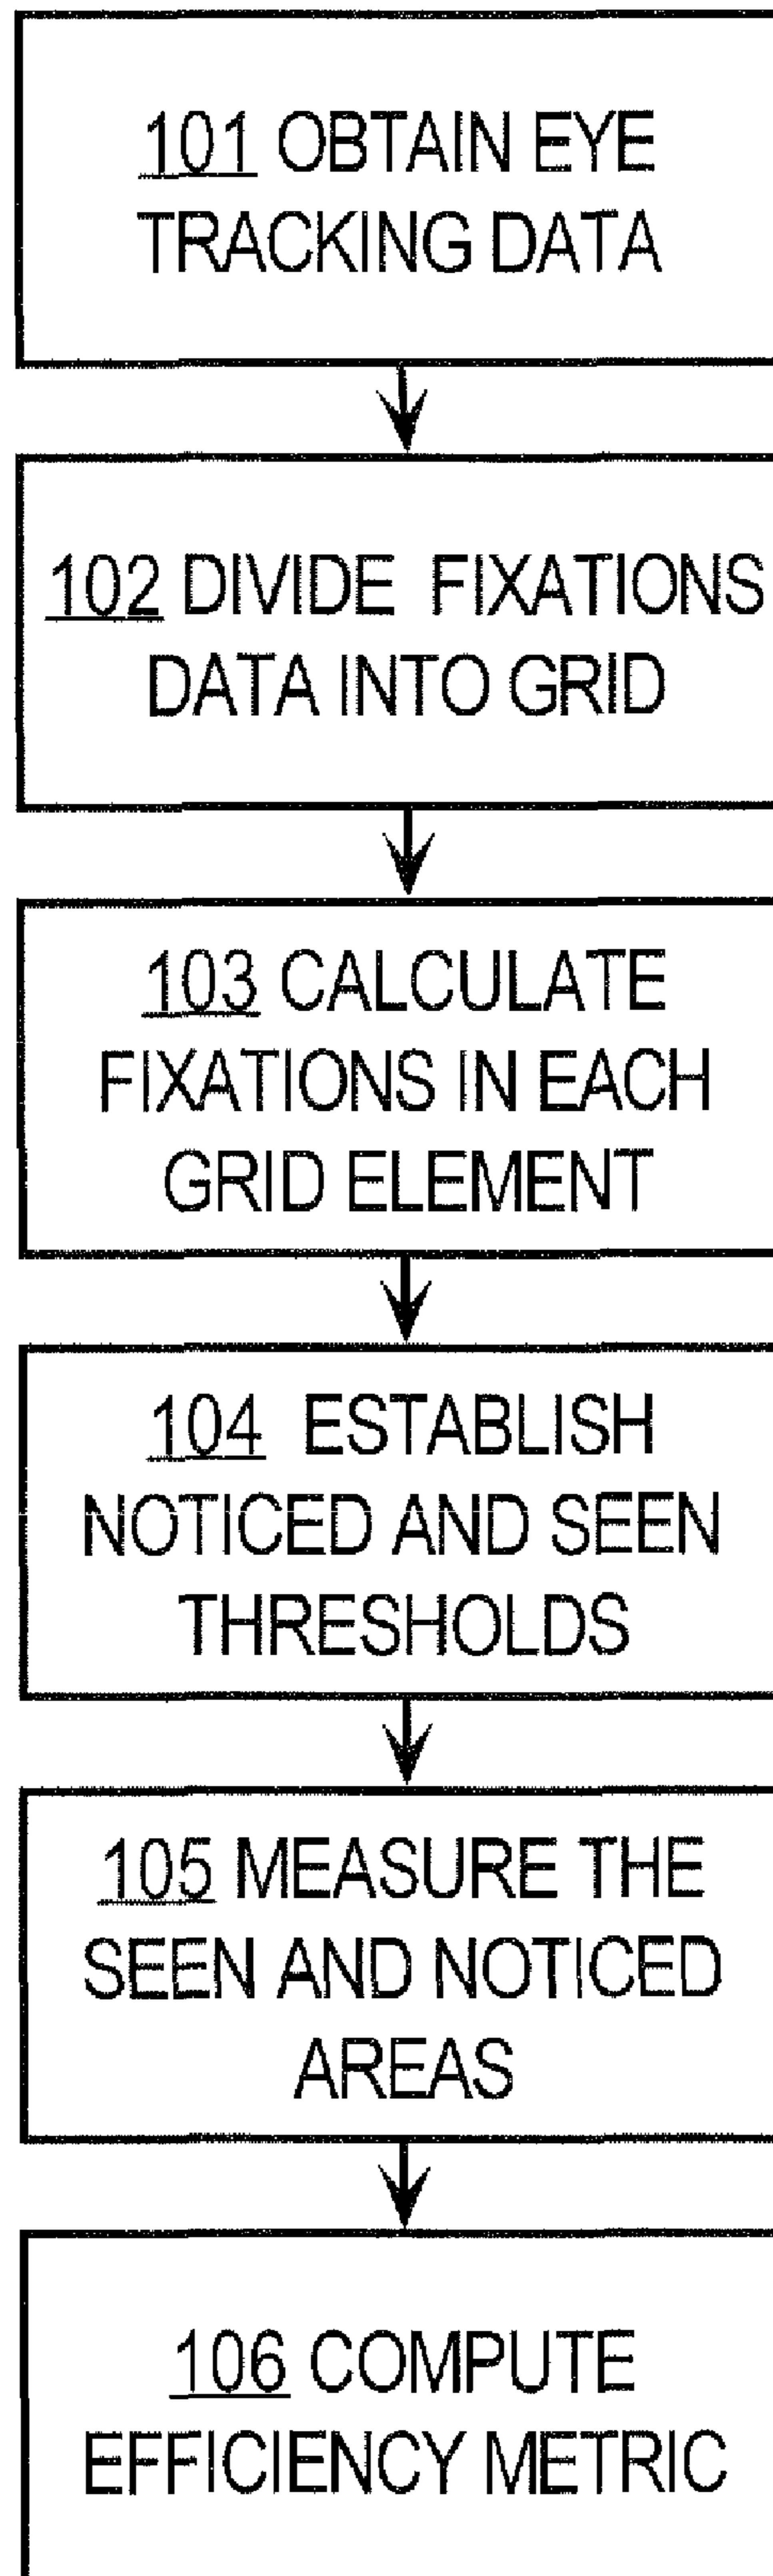 101 OBTAIN EYE
TRACKING DATA
102 DIVIDE FIXATIONS
DATA INTO GRID
103 CALCULATE
FIXATIONS IN EACH
GRID ELEMENT
104 ESTABLISH
NOTICED AND SEEN
THRESHOLDS
105 MEASURE THE
SEEN AND NOTICED
AREAS
106 COMPUTE
EFFICIENCY METRIC